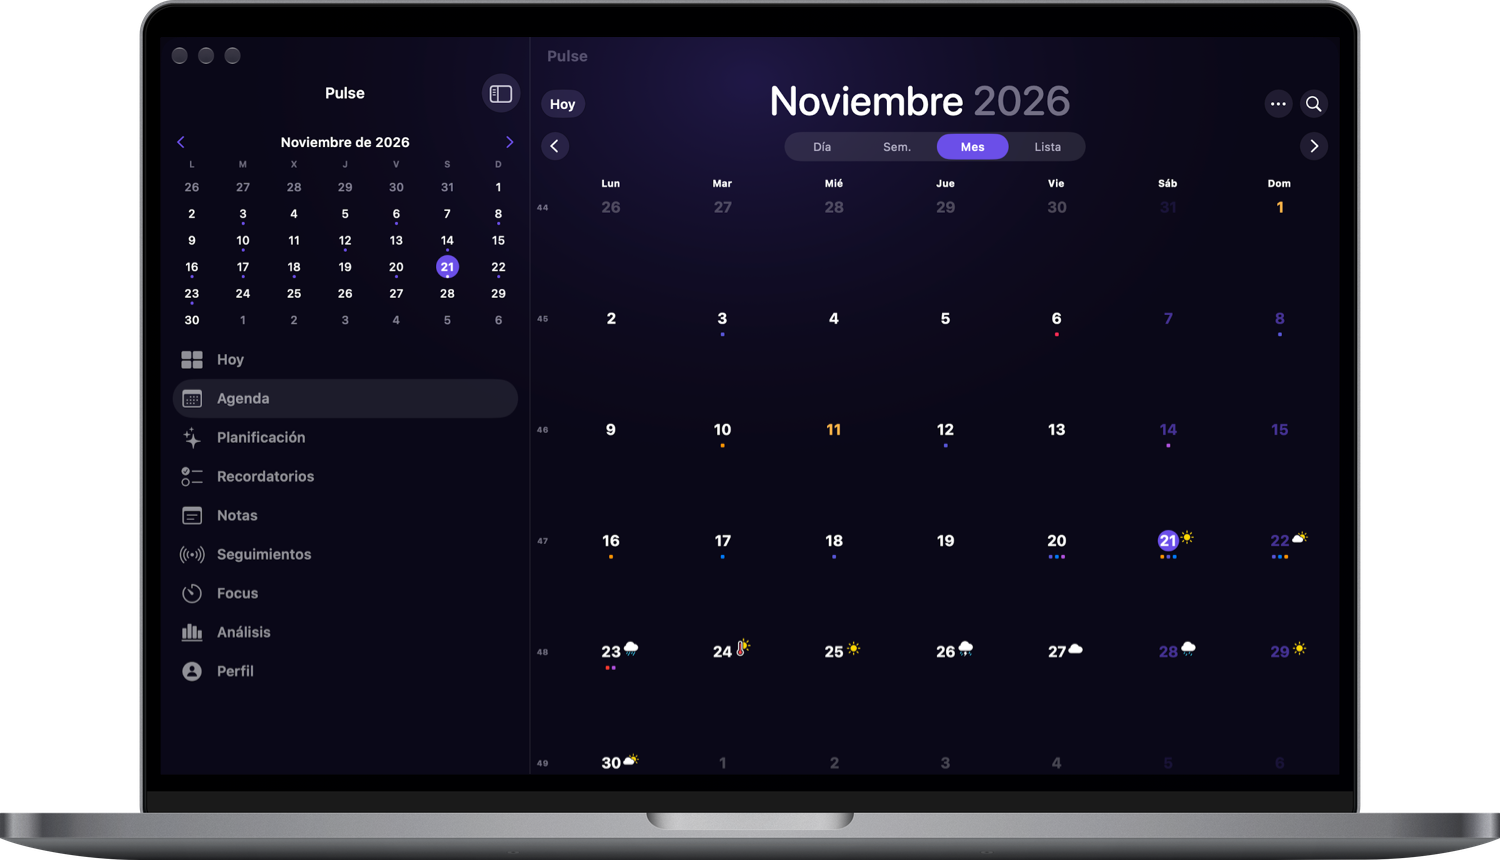 Pulse
Noviembre de 2026
L M X J V S D
26 27 28 29 30 31 1
2 3 4 5 6 7 8
9 10 11 12 13 14 15
16 17 18 19 20 21 22
23 24 25 26 27 28 29
30 1 2 3 4 5 6
Hoy
Agenda
Planificación
Recordatorios
Notas
Seguimientos
Focus
Análisis
Perfil
Pulse
Hoy
Noviembre 2026
Día Sem. Mes Lista
Lun Mar Mié Jue Vie Sáb Dom
44 26 27 28 29 30 31 1
45 2 3 4 5 6 7 8
46 9 10 11 12 13 14 15
47 16 17 18 19 20 21 22
48 23 24 25 26 27 28 29
49 30 1 2 3 4 5 6